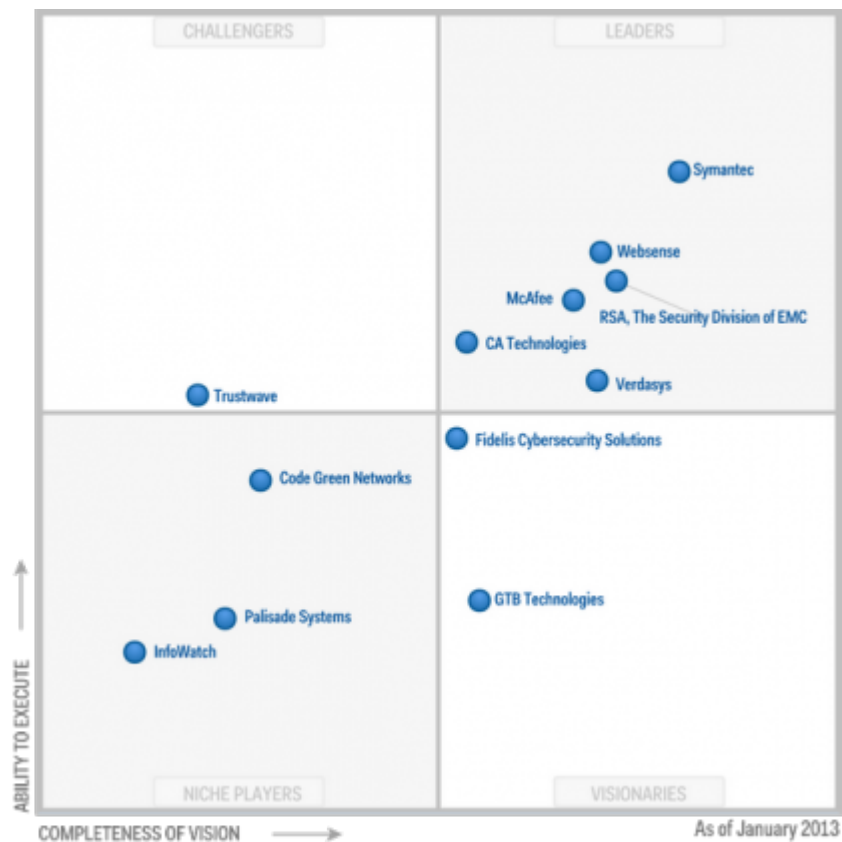 CHALLENGERS
LEADERS
Symantec
Websense
McAfee
RSA, The Security Division of EMC
CA Technologies
Verdasys
Trustwave
Fidelis Cybersecurity Solutions
Code Green Networks
GTB Technologies
Palisade Systems
InfoWatch
ABILITY TO EXECUTE
NICHE PLAYERS
VISIONARIES
COMPLETENESS OF VISION
As of January 2013